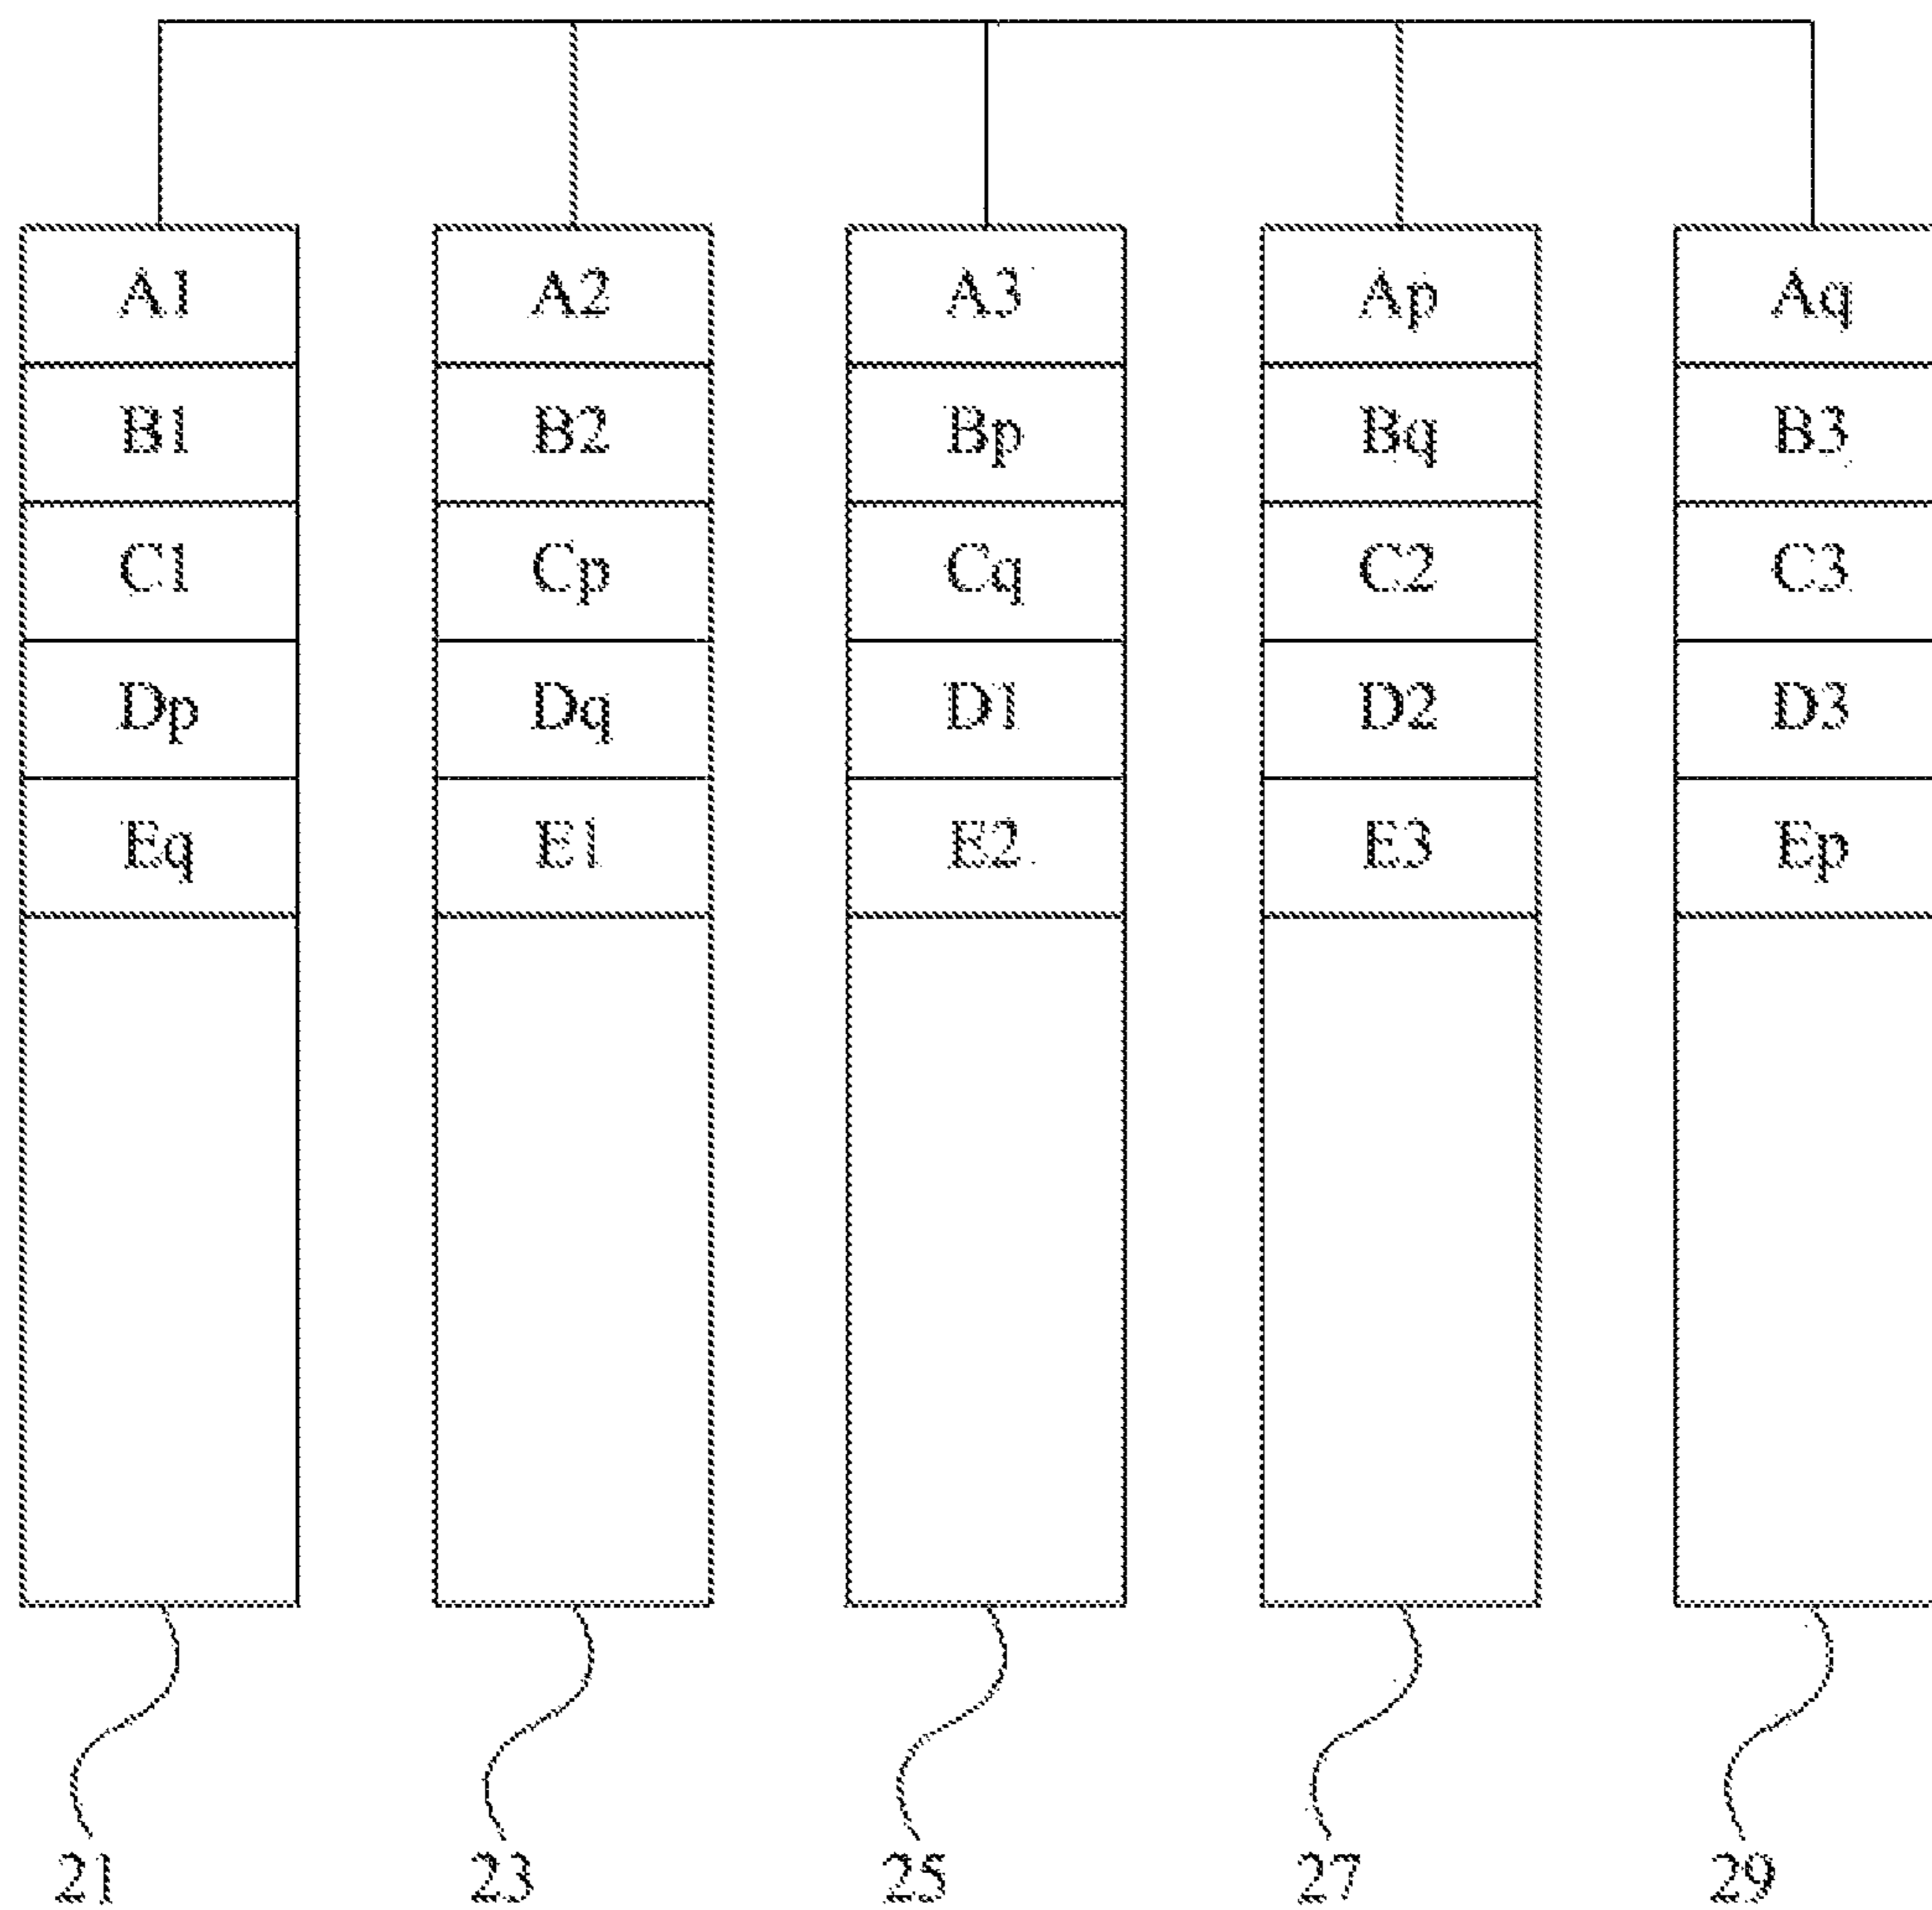 A1 A2 A3 Ap Aq
B1 B2 Bp Bq B3
C1 Cp Cq C2 C3
Dp Dq D1 D2 D3
Eq E1 E2 E3 Ep
21 23 25 27 29